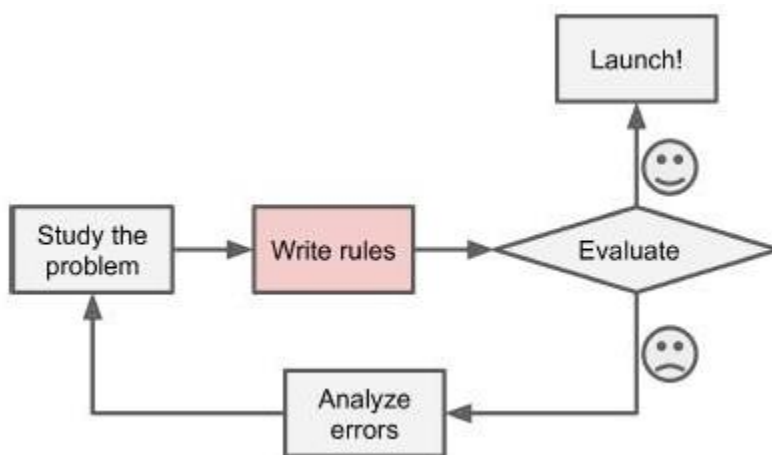 Launch!
Study the
problem
Write rules
Evaluate
Analyze
errors